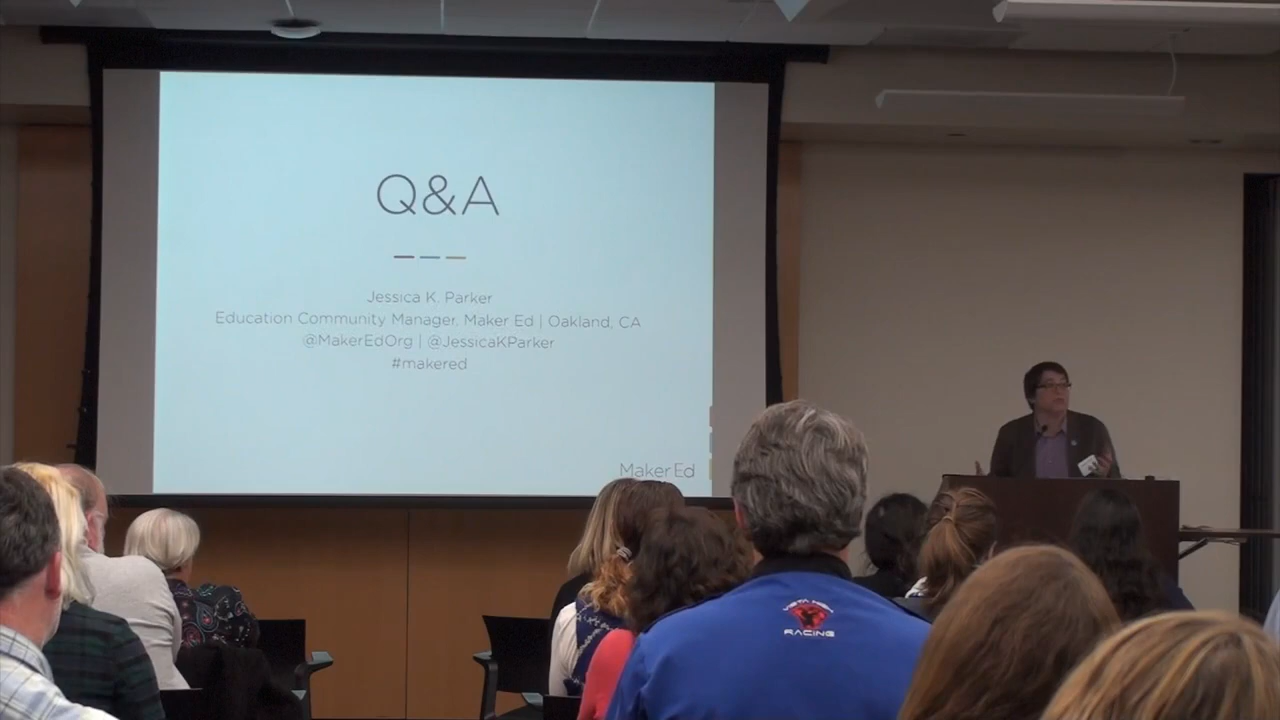 Q&A
Jessica K. Parker
Education Community Manager, Maker Ed | Oakland, CA
@MakerEdOrg | @JessicaKParker
#makered
Maker Ed
RACING